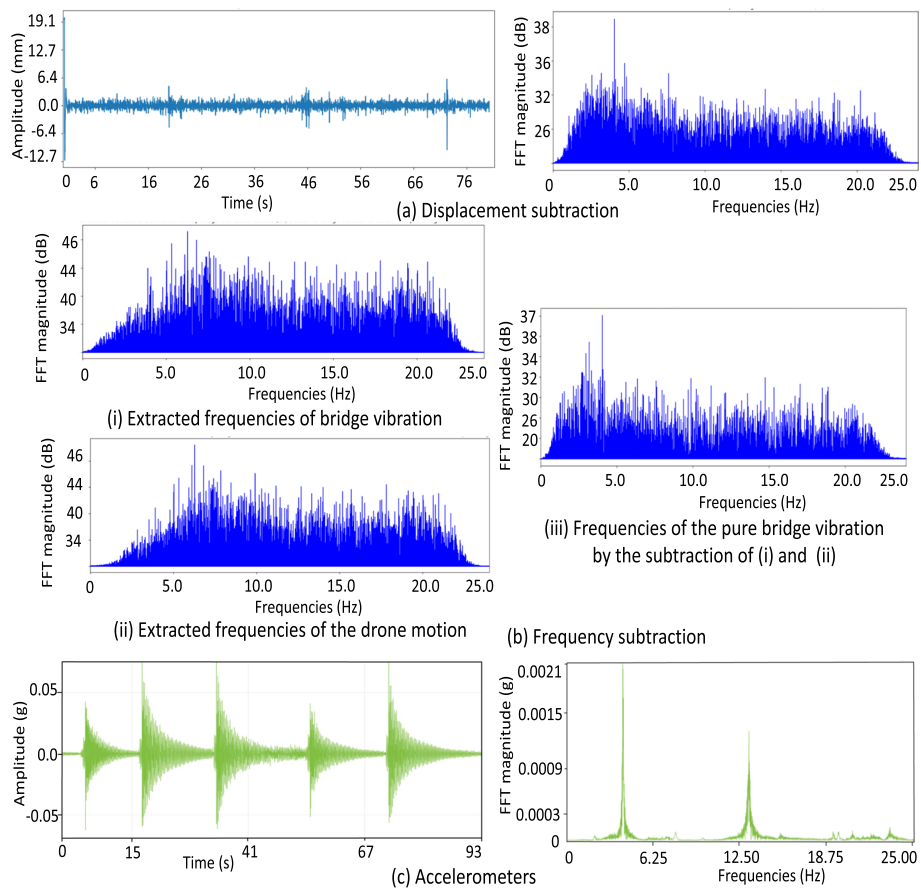 19.1
12.7
6.4
0.0
-6.4
-12.7
Amplitude (mm)
0 6 16 26 36 46 56 66 76
Time (s)
38
36
32
26
FFT magnitude (dB)
0 5.0 10.0 15.0 20.0 25.0
Frequencies (Hz)
(a) Displacement subtraction
46
44
40
34
FFT magnitude (dB)
0 5.0 10.0 15.0 20.0 25.0
Frequencies (Hz)
(i) Extracted frequencies of bridge vibration
46
44
40
34
FFT magnitude (dB)
0 5.0 10.0 15.0 20.0 25.0
Frequencies (Hz)
(ii) Extracted frequencies of the drone motion
37
38
34
32
30
26
20
FFT magnitude (dB)
0 5.0 10.0 15.0 20.0 25.0
Frequencies (Hz)
(iii) Frequencies of the pure bridge vibration
by the subtraction of (i) and (ii)
(b) Frequency subtraction
0.05
0.0
-0.05
Amplitude (g)
0 15 41 67 93
Time (s)
0.0021
0.0015
0.0009
0.0003
0
FFT magnitude (g)
0 6.25 12.50 18.75 25.00
Frequencies (Hz)
(c) Accelerometers